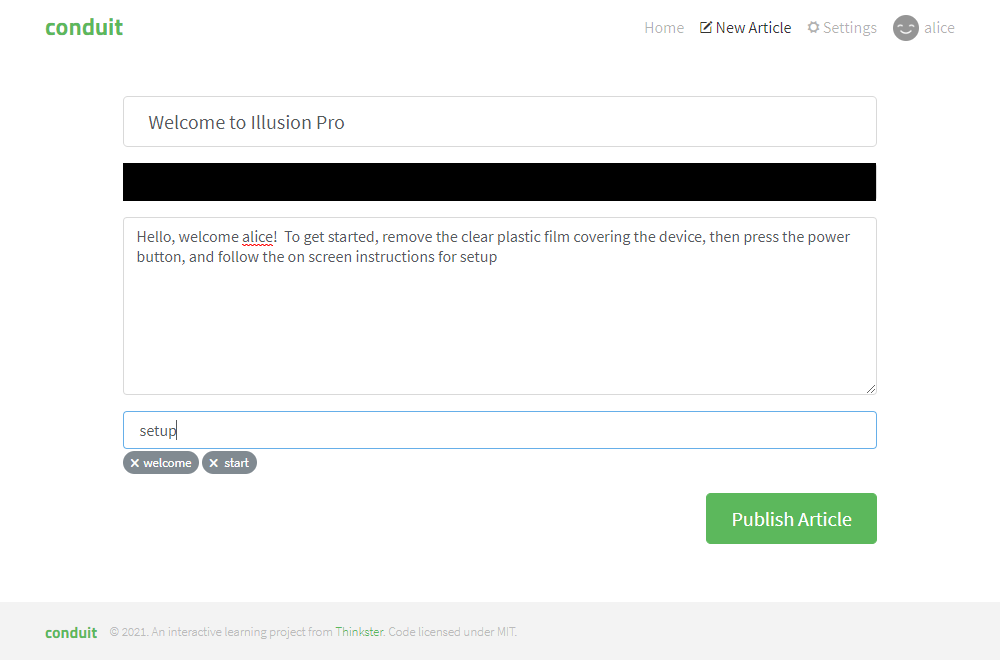 conduit
Home New Article Settings alice
Welcome to Illusion Pro
Hello, welcome alice!  To get started, remove the clear plastic film covering the device, then press the power
button, and follow the on screen instructions for setup
setup
× welcome × start
Publish Article
conduit © 2021. An interactive learning project from Thinkster. Code licensed under MIT.